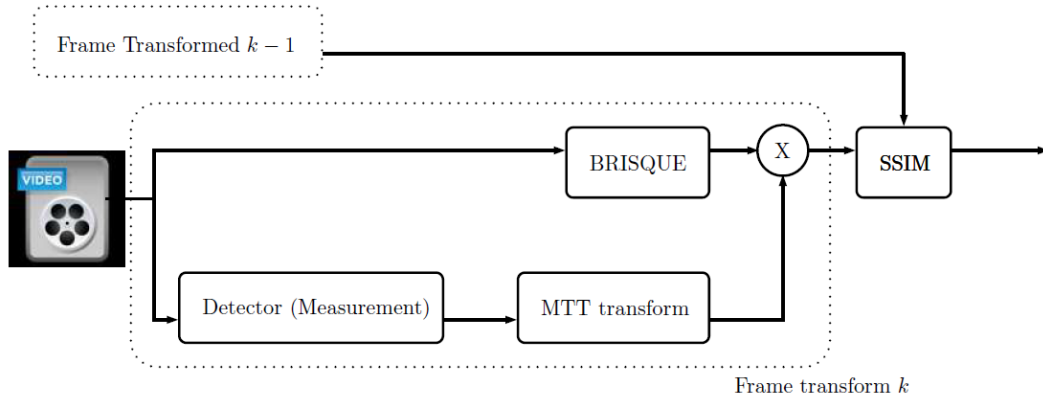 Frame Transformed k − 1
VIDEO
BRISQUE
X
SSIM
Detector (Measurement)
MTT transform
Frame transform k